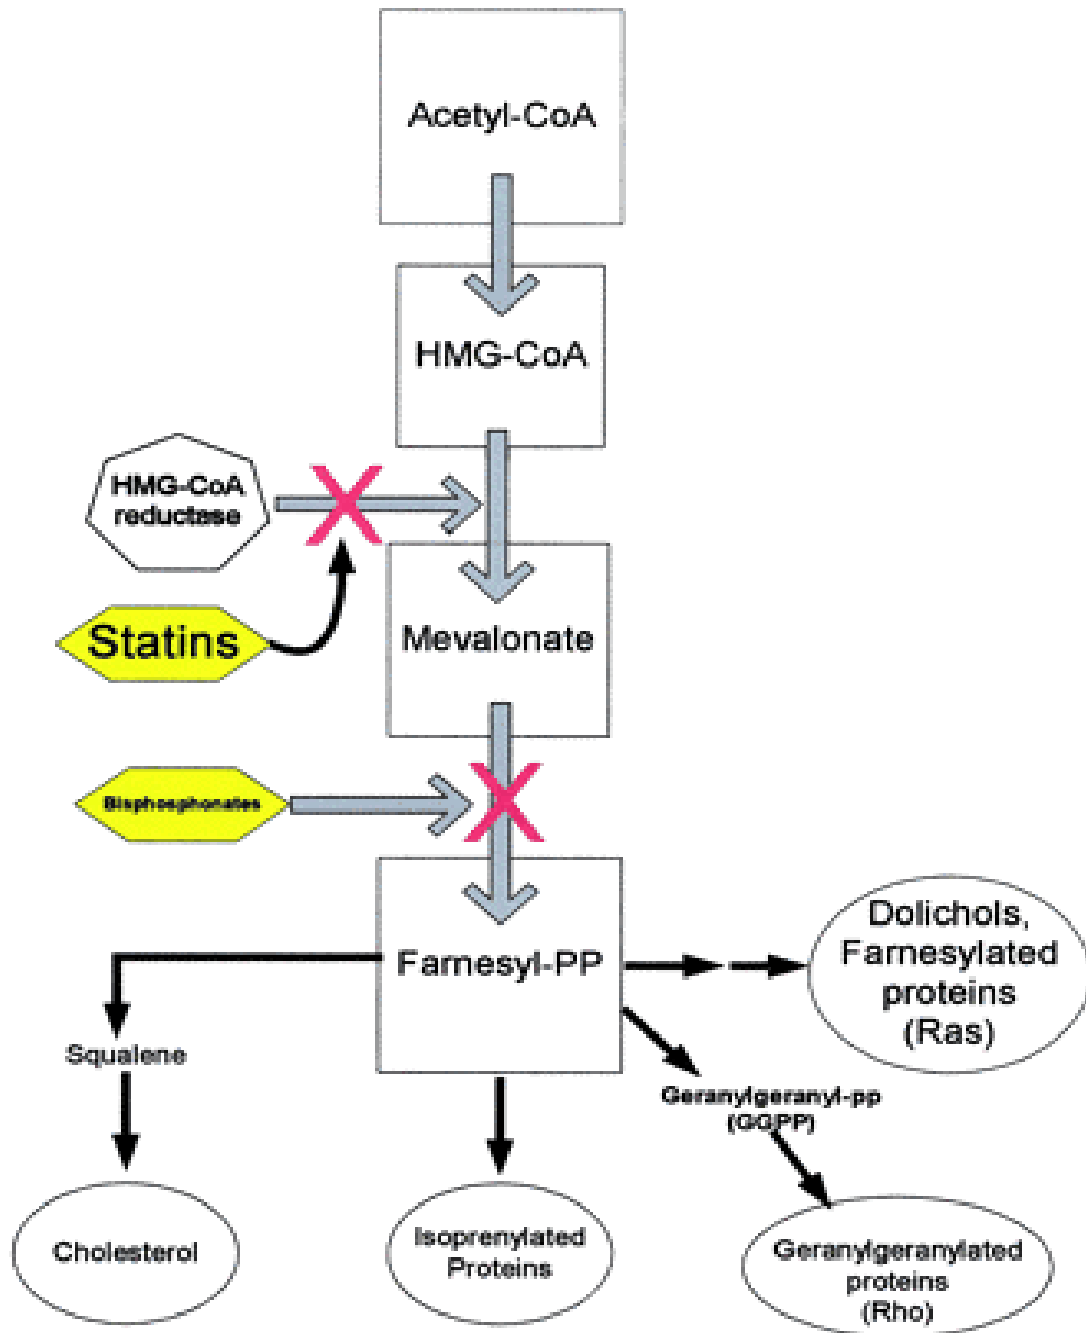 Acetyl-CoA
HMG-CoA
HMG-CoA
reductase
Statins
Mevalonate
Bisphosphonates
Farnesyl-PP
Dolichols,
Farnesylated
proteins
(Ras)
Squalene
Geranylgeranyl-pp
(GGPP)
Cholesterol
Isoprenylated
Proteins
Geranylgeranylated
proteins
(Rho)